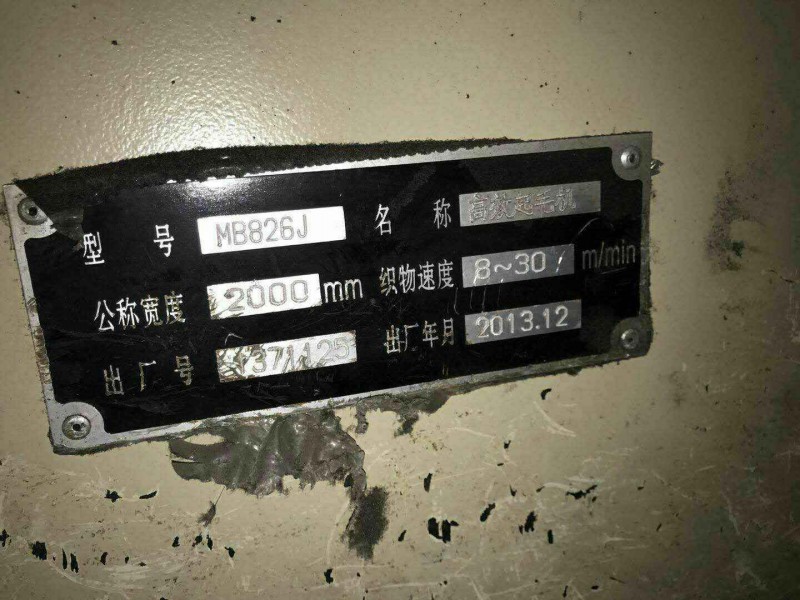 型 号 MB826J 名 称 高效起毛机
公称宽度 2000 mm 织物速度 8~30 m/min
出厂号 1371125 出厂年月 2013.12